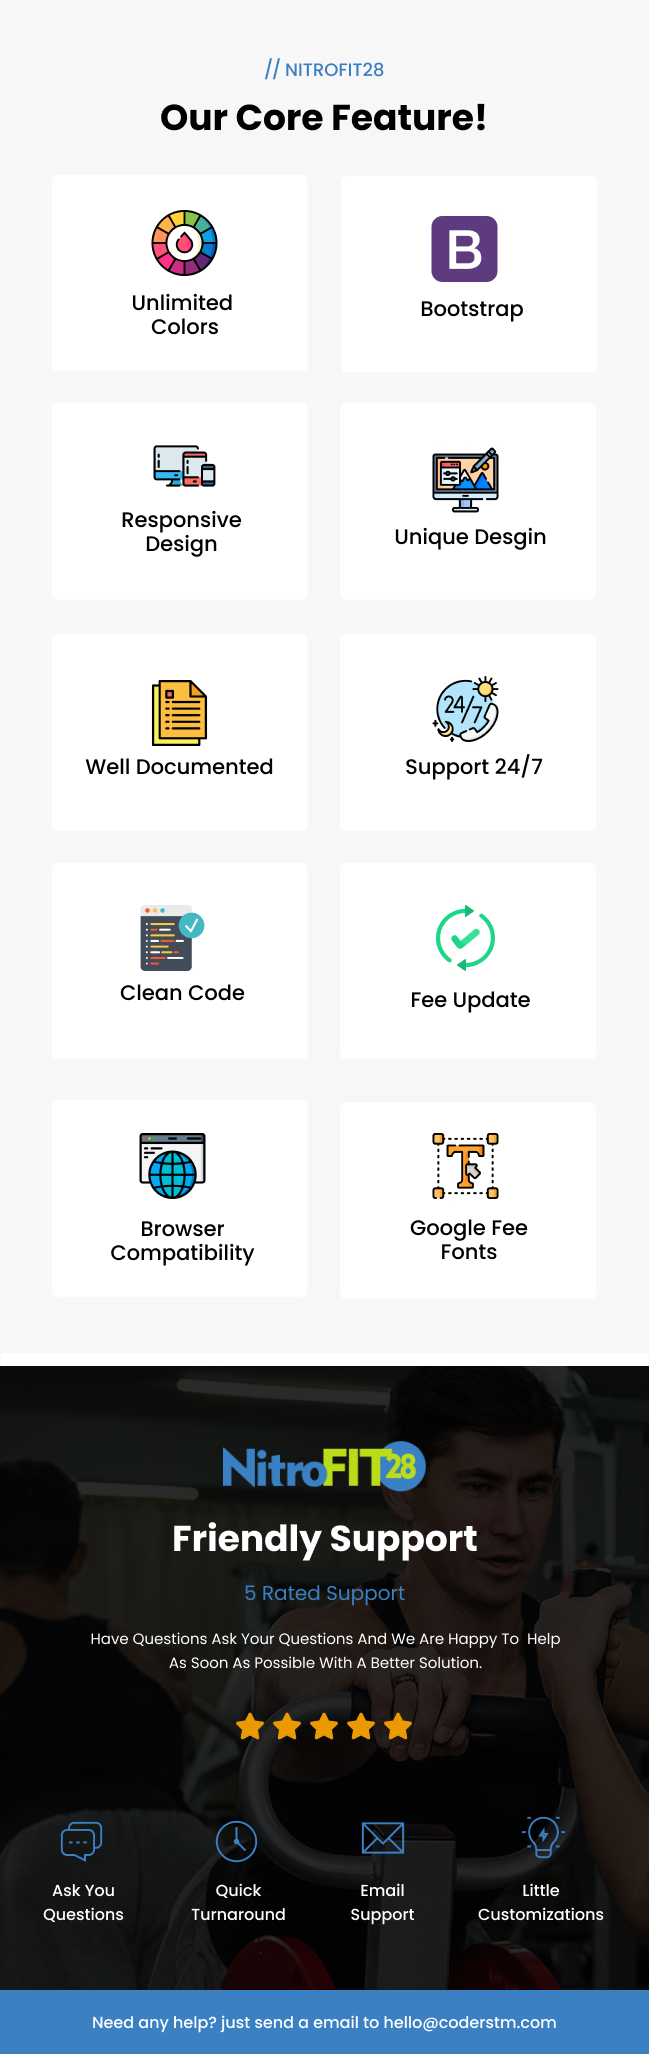 // NITROFIT28
Our Core Feature!
Unlimited
Colors
B
Bootstrap
Responsive
Design
Unique Desgin
Well Documented
24/7
Support 24/7
Clean Code
Fee Update
Browser
Compatibility
T
Google Fee
Fonts
NitroFIT28
Friendly Support
5 Rated Support
Have Questions Ask Your Questions And We Are Happy To Help
As Soon As Possible With A Better Solution.
Ask You
Questions
Quick
Turnaround
Email
Support
Little
Customizations
Need any help? just send a email to hello@coderstm.com